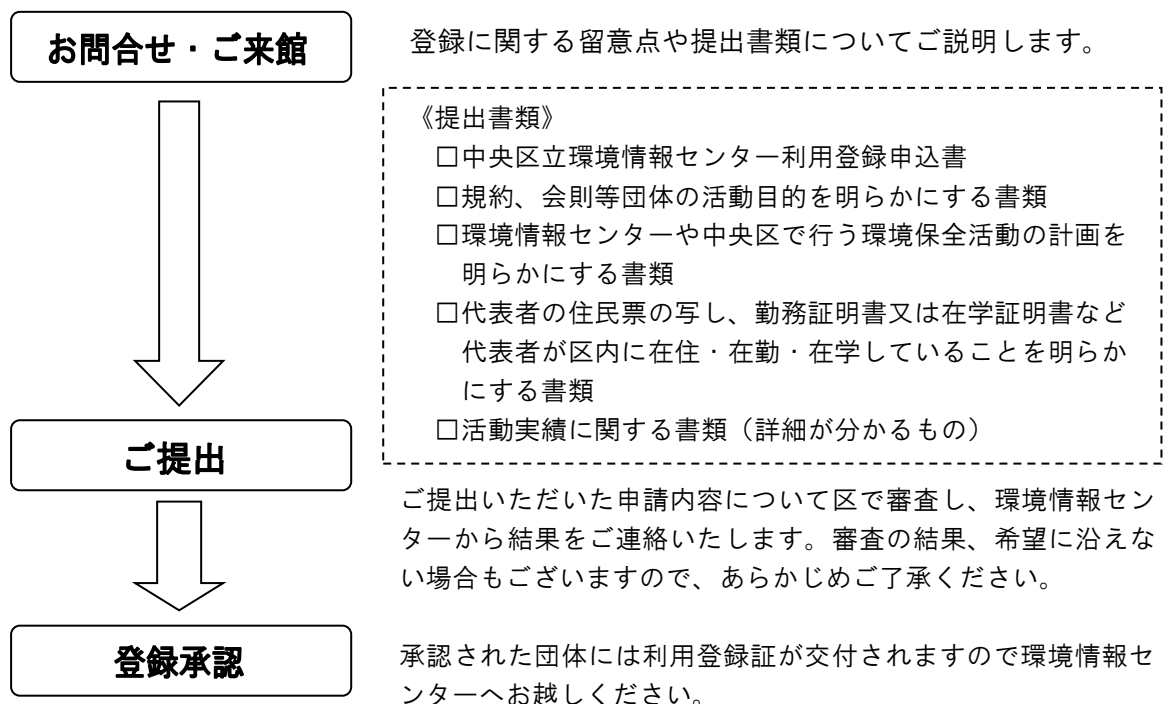 お問合せ・ご来館
登録に関する留意点や提出書類についてご説明します。
《提出書類》
□中央区立環境情報センター利用登録申込書
□規約、会則等団体の活動目的を明らかにする書類
□環境情報センターや中央区で行う環境保全活動の計画を
明らかにする書類
□代表者の住民票の写し、勤務証明書又は在学証明書など
代表者が区内に在住・在勤・在学していることを明らか
にする書類
□活動実績に関する書類（詳細が分かるもの）
ご提出
ご提出いただいた申請内容について区で審査し、環境情報セン
ターから結果をご連絡いたします。審査の結果、希望に沿えな
い場合もございますので、あらかじめご了承ください。
登録承認
承認された団体には利用登録証が交付されますので環境情報セ
ンターへお越しください。